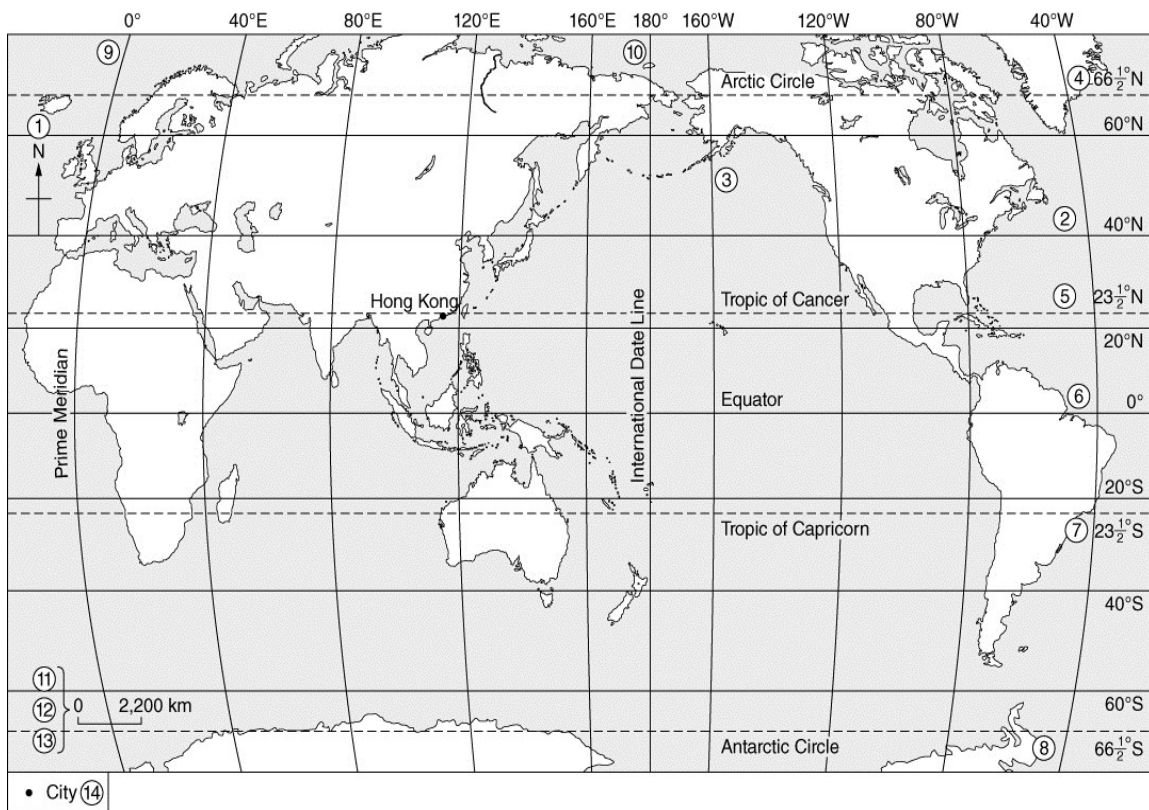 0° 40°E 80°E 120°E 160°E 180° 160°W 120°W 80°W 40°W
⑨ ⑩
Arctic Circle ④ 66½°N
①
N
60°N
③
② 40°N
Hong Kong
Tropic of Cancer ⑤ 23½°N
20°N
Prime Meridian
International Date Line
Equator ⑥ 0°
20°S
Tropic of Capricorn ⑦ 23½°S
40°S
⑪
⑫ 0 2,200 km
⑬
60°S
Antarctic Circle ⑧ 66½°S
• City ⑭